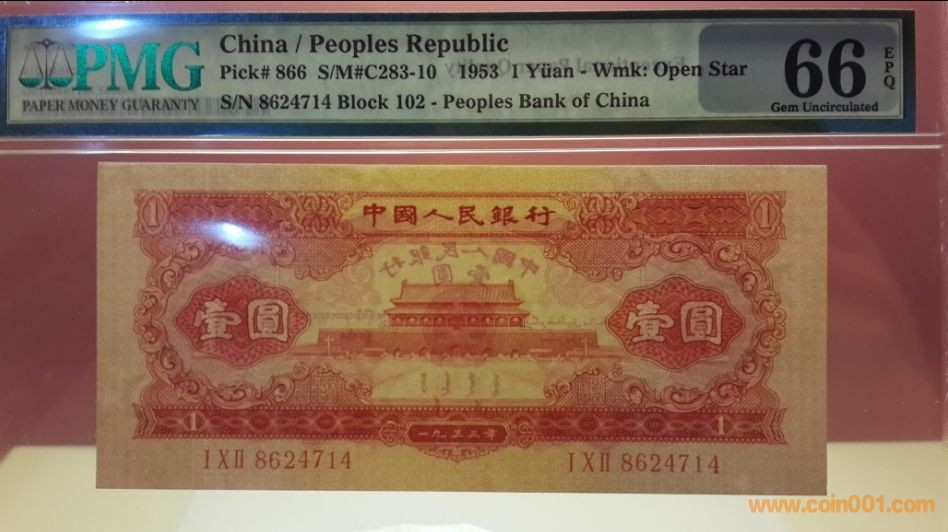 PMG
PAPER MONEY GUARANTY
China / Peoples Republic
Pick# 866 S/M#C283-10 1953 1 Yüan - Wmk: Open Star
S/N 8624714 Block 102 - Peoples Bank of China
66
EPQ
Gem Uncirculated
1 中國人民銀行 1
壹圓 壹圓
1 一九五三年 1
I X II 8624714 I X II 8624714
www.coin001.com